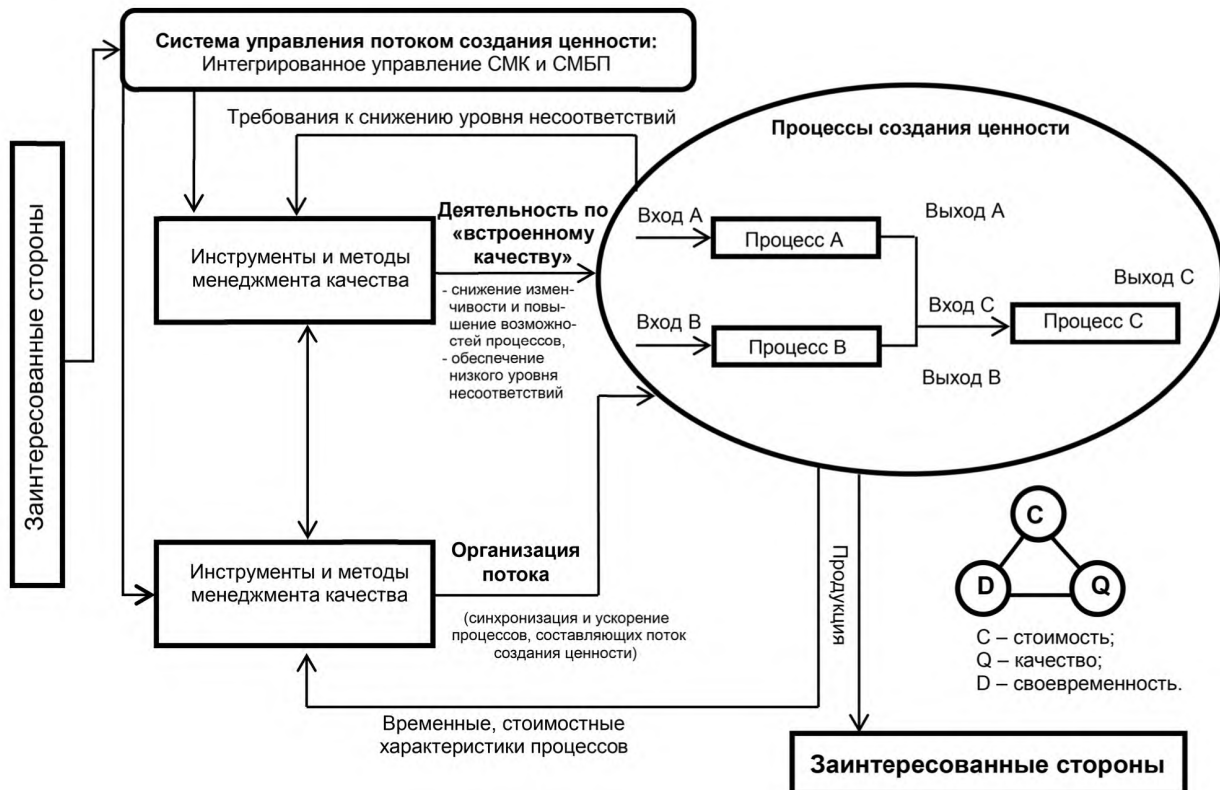 Система управления потоком создания ценности:
Интегрированное управление СМК и СМБП
Заинтересованные стороны
Требования к снижению уровня несоответствий
Инструменты и методы
менеджмента качества
Деятельность по
«встроенному
качеству»
- снижение измен-
чивости и повы-
шение возможно-
стей процессов,
- обеспечение
низкого уровня
несоответствий
Процессы создания ценности
Вход А
Процесс А
Выход А
Вход В
Процесс В
Выход В
Вход С
Процесс С
Выход С
Инструменты и методы
менеджмента качества
Организация
потока
(синхронизация и ускорение
процессов, составляющих поток
создания ценности)
Временные, стоимостные
характеристики процессов
Продукция
C
D
Q
C – стоимость;
Q – качество;
D – своевременность.
Заинтересованные стороны